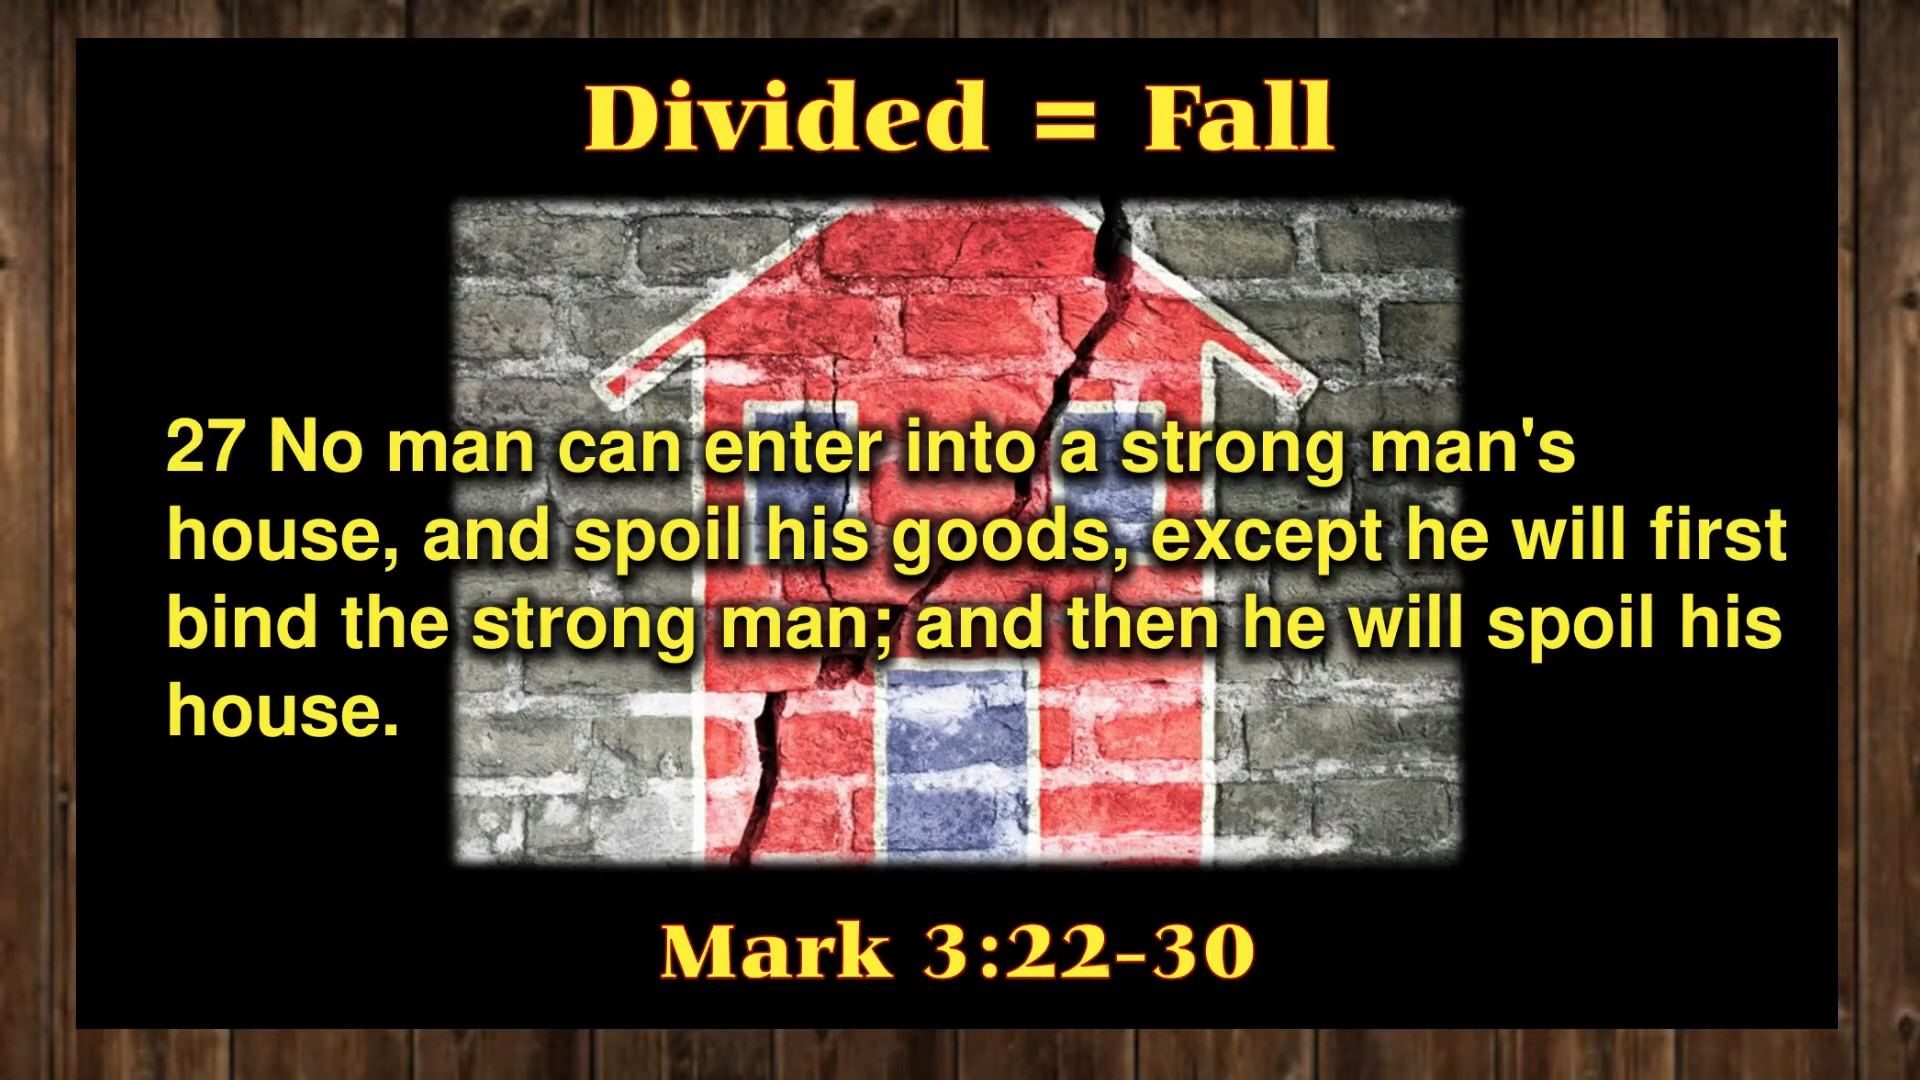 Divided = Fall
27 No man can enter into a strong man's
house, and spoil his goods, except he will first
bind the strong man; and then he will spoil his
house.
Mark 3:22-30